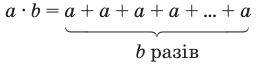 a · b = a + a + a + a + ... + a
b разів